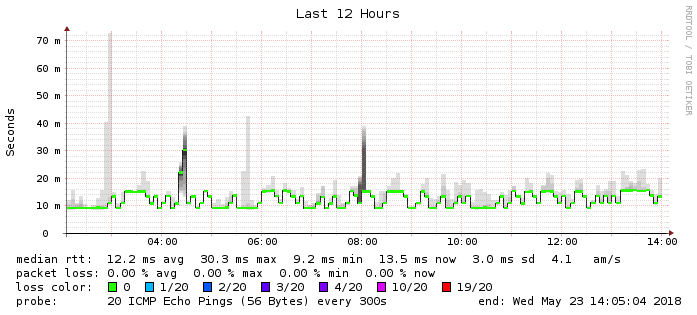 Last 12 Hours
RRDTOOL / TOBI OETIKER
Seconds
70 m
60 m
50 m
40 m
30 m
20 m
10 m
0
04:00 06:00 08:00 10:00 12:00 14:00
median rtt: 12.2 ms avg 30.3 ms max 9.2 ms min 13.5 ms now 3.0 ms sd 4.1 am/s
packet loss: 0.00 % avg 0.00 % max 0.00 % min 0.00 % now
loss color: 0 1/20 2/20 3/20 4/20 10/20 19/20
probe: 20 ICMP Echo Pings (56 Bytes) every 300s end: Wed May 23 14:05:04 2018